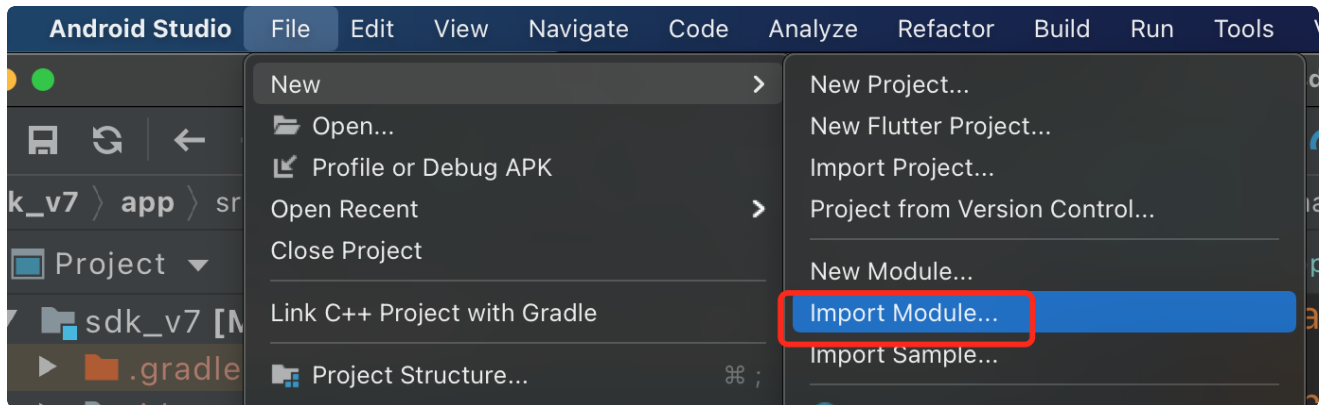 Android Studio File Edit View Navigate Code Analyze Refactor Build Run Tools
New
Open...
Profile or Debug APK
Open Recent
Close Project
Link C++ Project with Gradle
Project Structure... ⌘ ;
New Project...
New Flutter Project...
Import Project...
Project from Version Control...
New Module...
Import Module...
Import Sample...
k_v7 〉 app 〉 sr
Project
sdk_v7 [M
.gradle